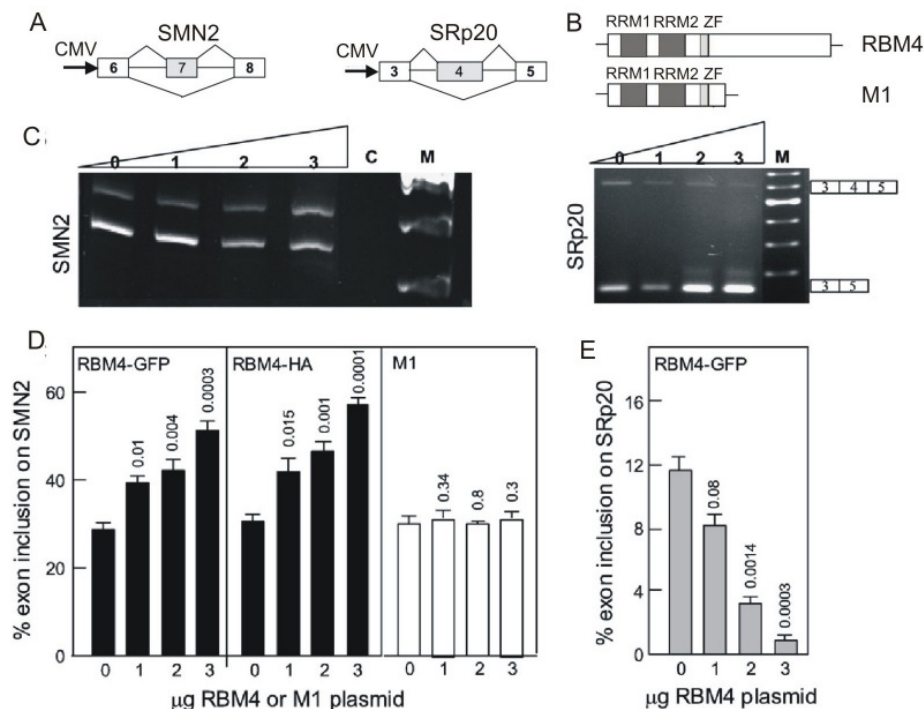 A
SMN2
CMV
6 7 8
SRp20
CMV
3 4 5
B
RRM1 RRM2 ZF
RBM4
RRM1 RRM2 ZF
M1
C
0 1 2 3 C M
SMN2
0 1 2 3 M
SRp20
3 4 5
3 5
D
RBM4-GFP
RBM4-HA
M1
% exon inclusion on SMN2
60
40
20
0
0.01 0.004 0.0003
0.015 0.001 0.0001
0.34 0.8 0.3
0 1 2 3 0 1 2 3 0 1 2 3
µg RBM4 or M1 plasmid
E
RBM4-GFP
% exon inclusion on SRp20
16
12
8
4
0
0.08 0.0014 0.0003
0 1 2 3
µg RBM4 plasmid